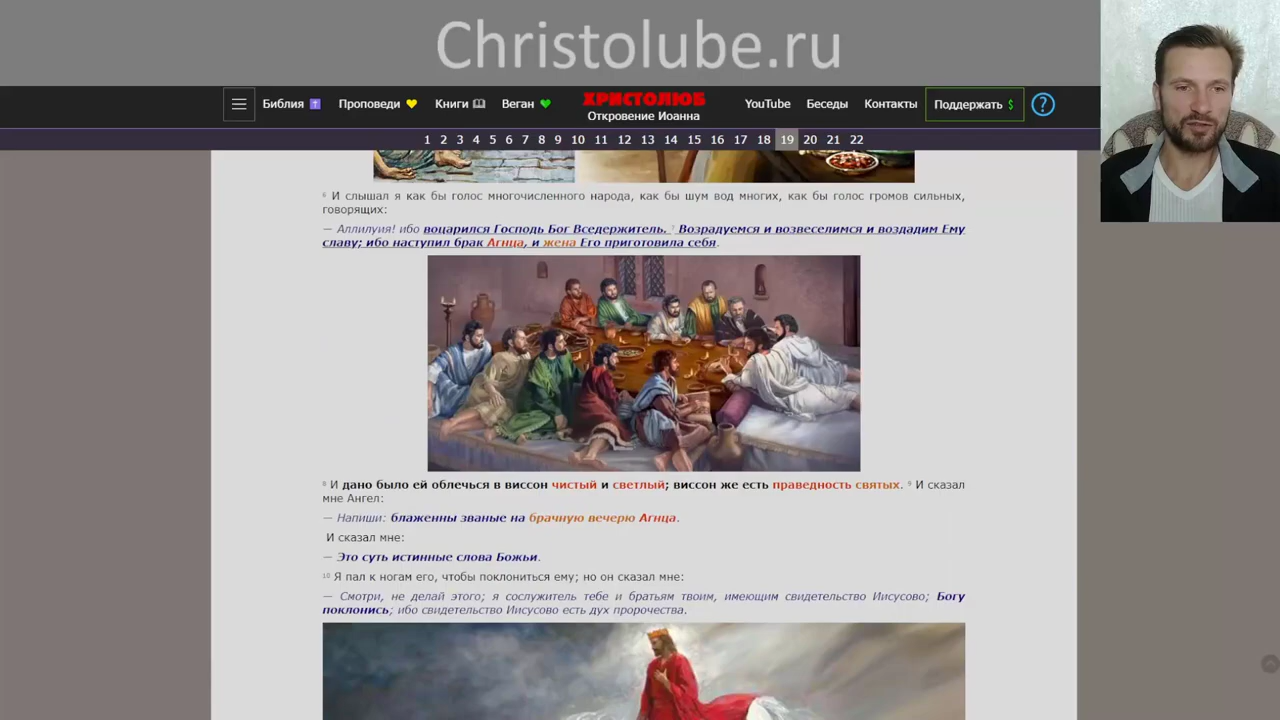 Christolube.ru
Библия ✝ Проповеди Книги Веган ХРИСТОЛЮБ YouTube Беседы Контакты Поддержать $ ?
Откровение Иоанна
1 2 3 4 5 6 7 8 9 10 11 12 13 14 15 16 17 18 19 20 21 22
6 И слышал я как бы голос многочисленного народа, как бы шум вод многих, как бы голос громов сильных,
говорящих:
— Аллилуия! ибо воцарился Господь Бог Вседержитель. 7 Возрадуемся и возвеселимся и воздадим Ему
славу; ибо наступил брак Агнца, и жена Его приготовила себя.
8 И дано было ей облечься в виссон чистый и светлый; виссон же есть праведность святых. 9 И сказал
мне Ангел:
— Напиши: блаженны званые на брачную вечерю Агнца.
И сказал мне:
— Это суть истинные слова Божьи.
10 Я пал к ногам его, чтобы поклониться ему; но он сказал мне:
— Смотри, не делай этого; я сослужитель тебе и братьям твоим, имеющим свидетельство Иисусово; Богу
поклонись; ибо свидетельство Иисусово есть дух пророчества.